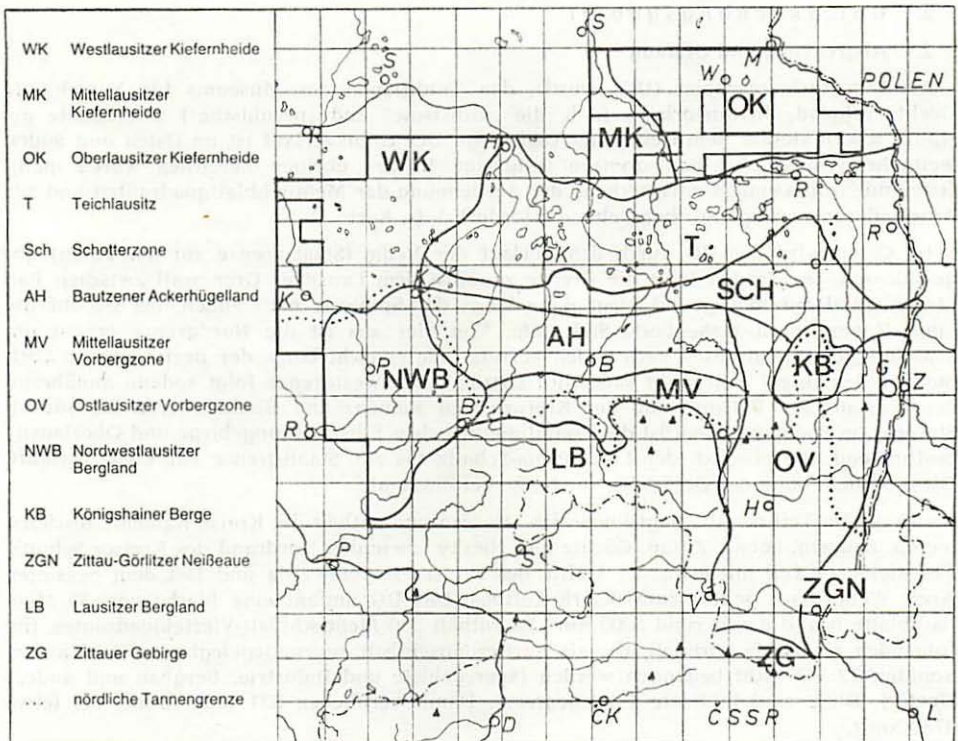 WK Westlausitzer Kiefernheide
MK Mittellausitzer
Kiefernheide
OK Oberlausitzer Kiefernheide
T Teichlausitz
Sch Schotterzone
AH Bautzener Ackerhügelland
MV Mittellausitzer
Vorbergzone
OV Ostlausitzer Vorbergzone
NWB Nordwestlausitzer
Bergland
KB Königshainer Berge
ZGN Zittau-Görlitzer Neißeaue
LB Lausitzer Bergland
ZG Zittauer Gebirge
.... nördliche Tannengrenze
S
S
M
W
POLEN
OK
MK
WK
H
R
R
T
N
K
SCH
K
AH
B
KB
G
Z
NWB
MV
B
R
LB
OV
H
P
S
V
ZGN
Z
ZG
D
CK
CSSR
L